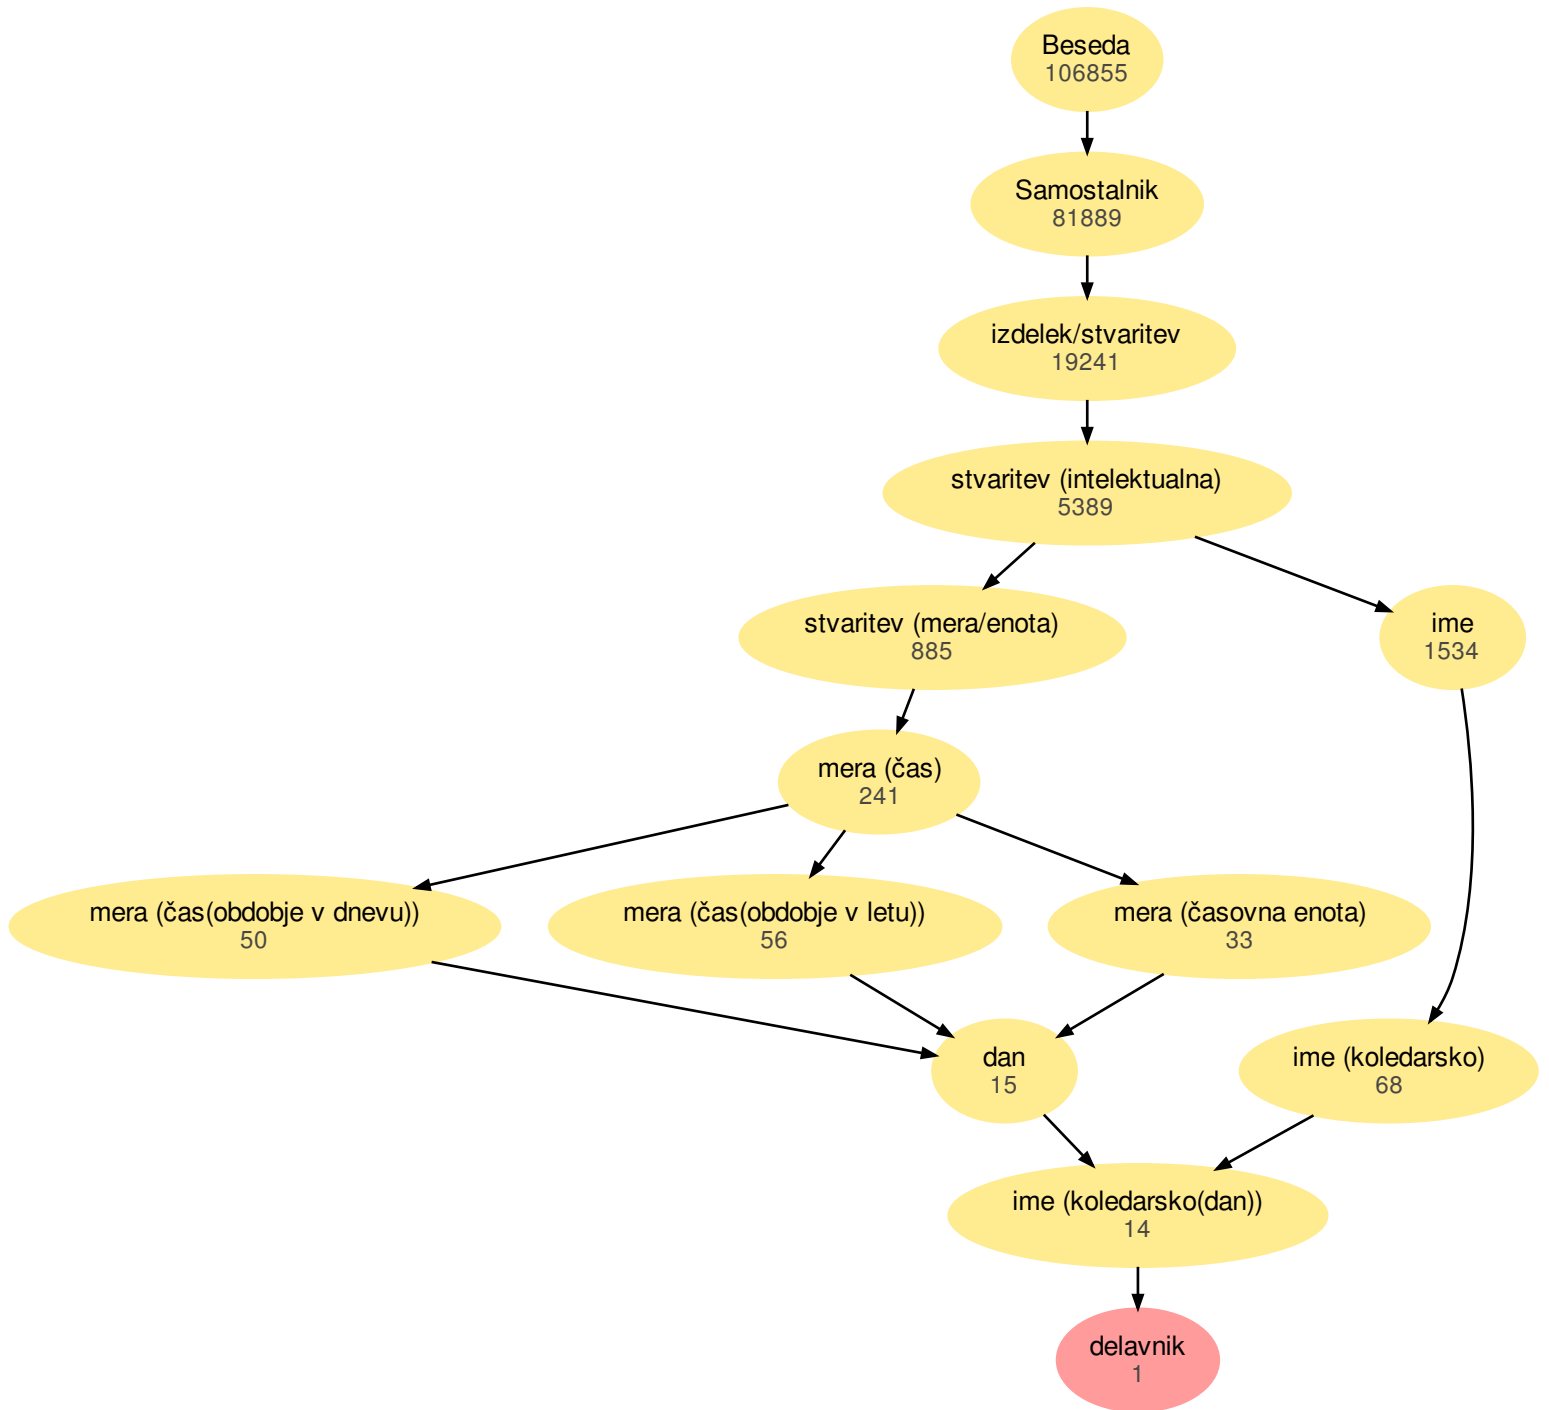 Beseda
106855
Samostalnik
81889
izdelek/stvaritev
19241
stvaritev (intelektualna)
5389
stvaritev (mera/enota)
885
ime
1534
mera (čas)
241
mera (čas(obdobje v dnevu))
50
mera (čas(obdobje v letu))
56
mera (časovna enota)
33
dan
15
ime (koledarsko)
68
ime (koledarsko(dan))
14
delavnik
1